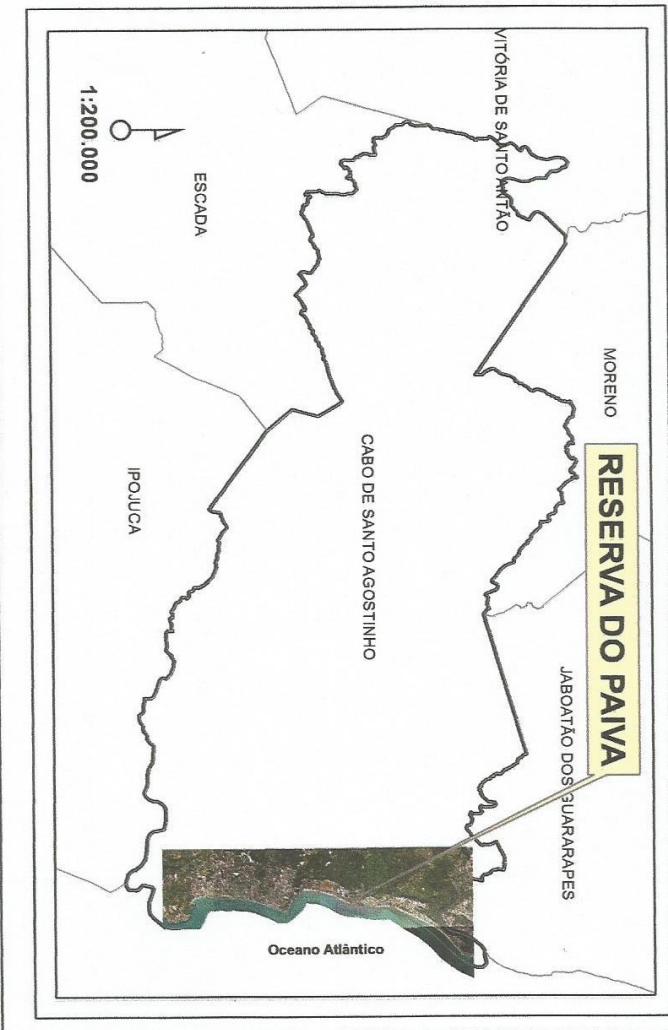 VITÓRIA DE SANTO ANTÃO
MORENO
RESERVA DO PAIVA
JABOATÃO DOS GUARARAPES
CABO DE SANTO AGOSTINHO
ESCADA
IPOJUCA
Oceano Atlântico
1:200.000